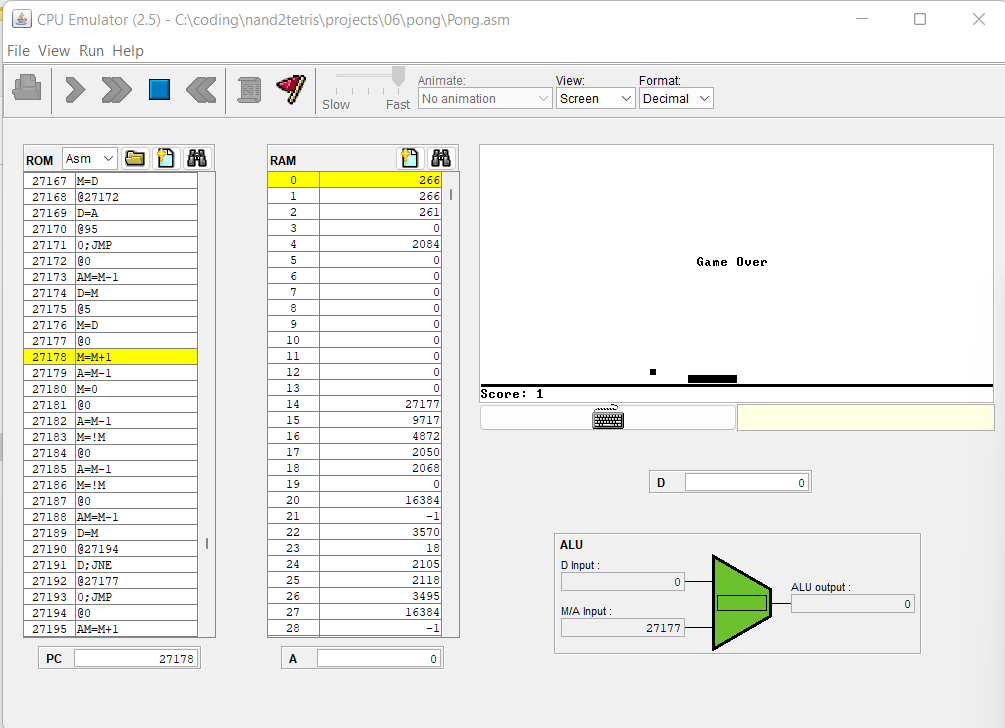 CPU Emulator (2.5) - C:\coding\nand2tetris\projects\06\pong\Pong.asm
File View Run Help
Slow Fast
Animate:
No animation
View:
Screen
Format:
Decimal
ROM Asm
27167 M=D
27168 @27172
27169 D=A
27170 @95
27171 0;JMP
27172 @0
27173 AM=M-1
27174 D=M
27175 @5
27176 M=D
27177 @0
27178 M=M+1
27179 A=M-1
27180 M=0
27181 @0
27182 A=M-1
27183 M=!M
27184 @0
27185 A=M-1
27186 M=!M
27187 @0
27188 AM=M-1
27189 D=M
27190 @27194
27191 D;JNE
27192 @27177
27193 0;JMP
27194 @0
27195 AM=M+1
PC 27178
RAM
0 266
1 266
2 261
3 0
4 2084
5 0
6 0
7 0
8 0
9 0
10 0
11 0
12 0
13 0
14 27177
15 9717
16 4872
17 2050
18 2068
19 0
20 16384
21 -1
22 3570
23 18
24 2105
25 2118
26 3495
27 16384
28 -1
A 0
Game Over
Score: 1
D 0
ALU
D Input :
0
M/A Input :
27177
ALU output :
0